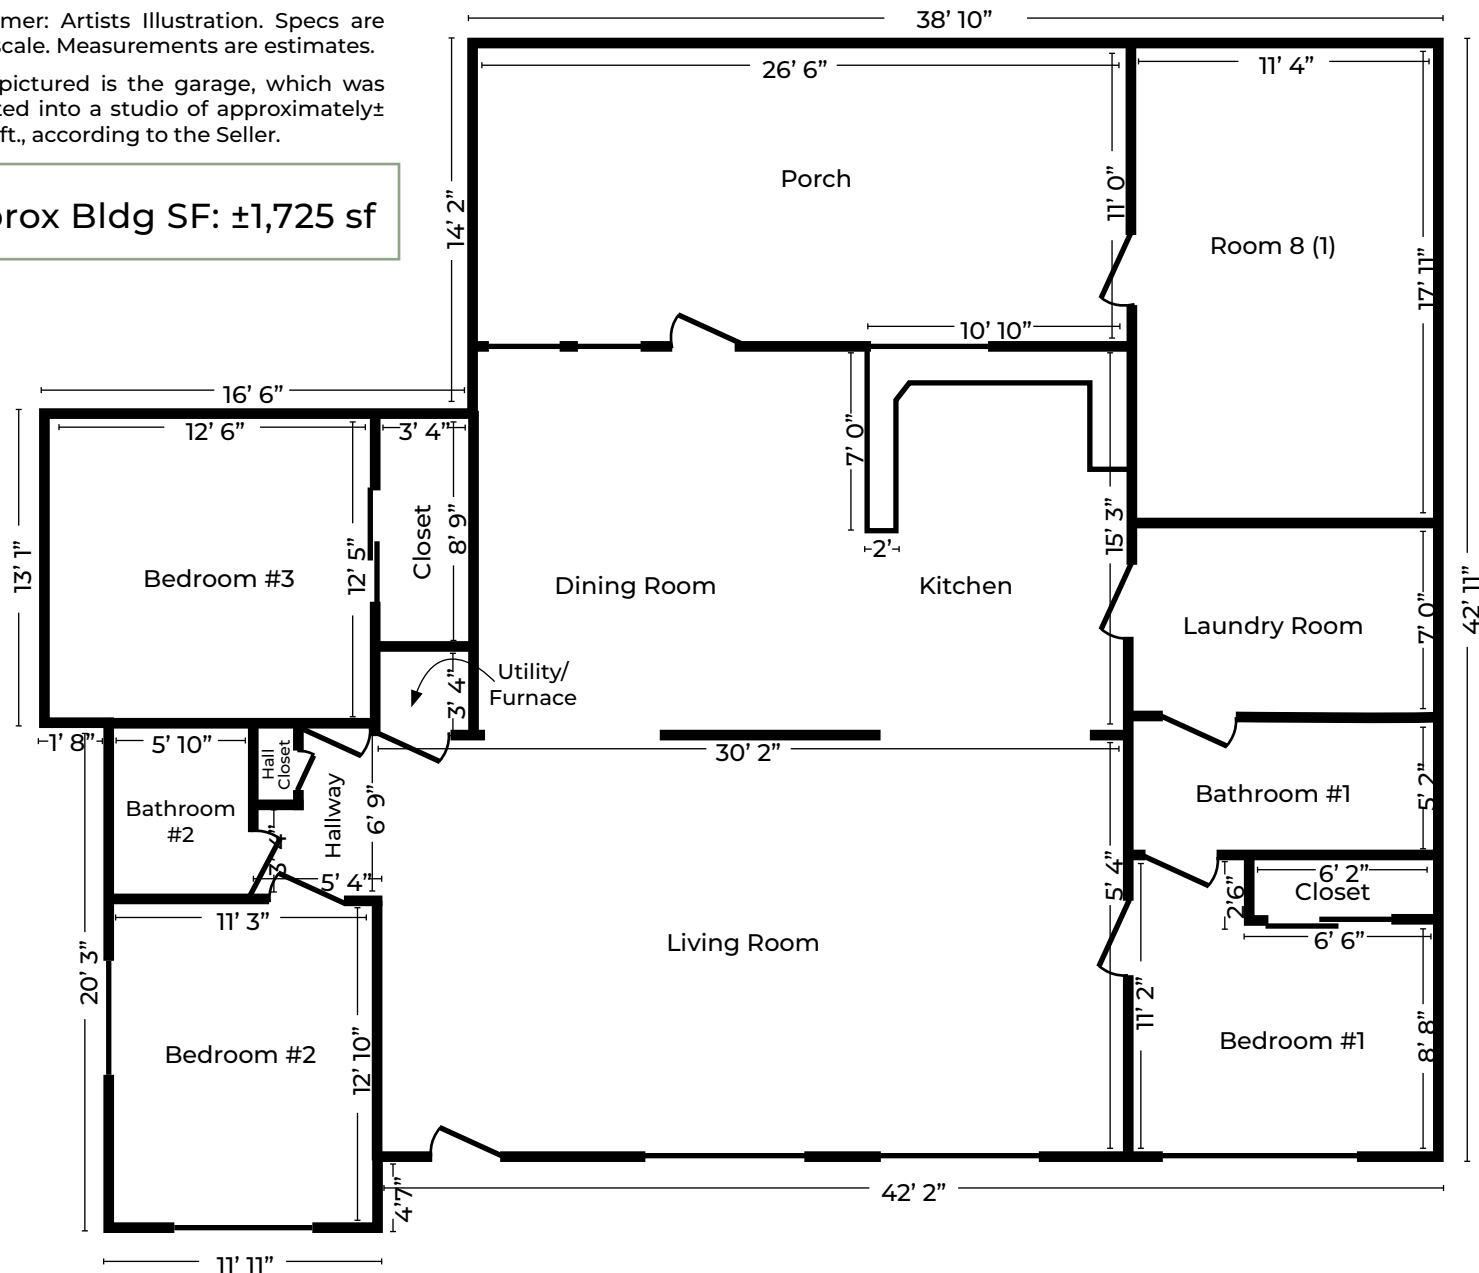 mer: Artists Illustration. Specs are
scale. Measurements are estimates.
pictured is the garage, which was
ted into a studio of approximately±
ft., according to the Seller.
rox Bldg SF: ±1,725 sf
38’ 10”
26’ 6”
11’ 4”
Porch
11’ 0”
14’ 2”
Room 8 (1)
17’ 11”
10’ 10”
16’ 6”
12’ 6”
3’ 4”
7’ 0”
15’ 3”
2’
13’ 1”
Bedroom #3
12’ 5”
Closet
8’ 9”
Dining Room
Kitchen
Laundry Room
7’ 0”
42’ 11”
Utility/
Furnace
3’ 4”
1’ 8”
5’ 10”
Hall
Closet
30’ 2”
Bathroom
#2
Hallway
6’ 9”
3’ 4”
5’ 4”
Bathroom #1
5’ 2”
5’ 4”
6’ 2”
Closet
2’6”
6’ 6”
11’ 3”
20’ 3”
Living Room
11’ 2”
Bedroom #2
12’ 10”
Bedroom #1
8’ 8”
4’7”
42’ 2”
11’ 11”